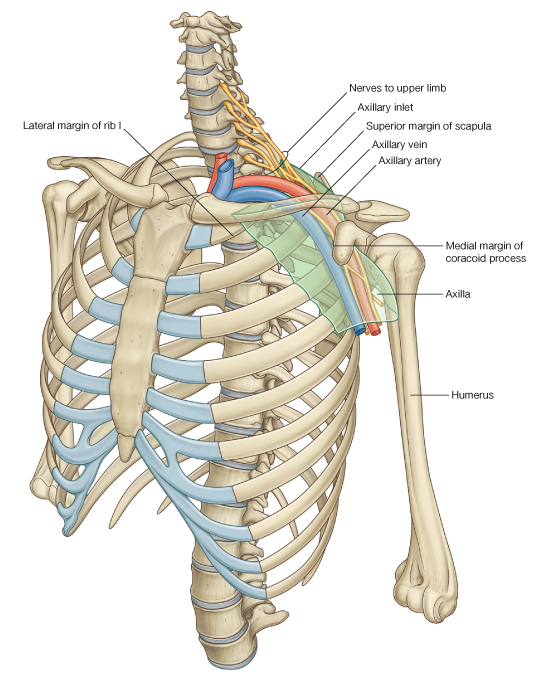 Nerves to upper limb
Axillary inlet
Lateral margin of rib I
Superior margin of scapula
Axillary vein
Axillary artery
Medial margin of
coracoid process
Axilla
Humerus